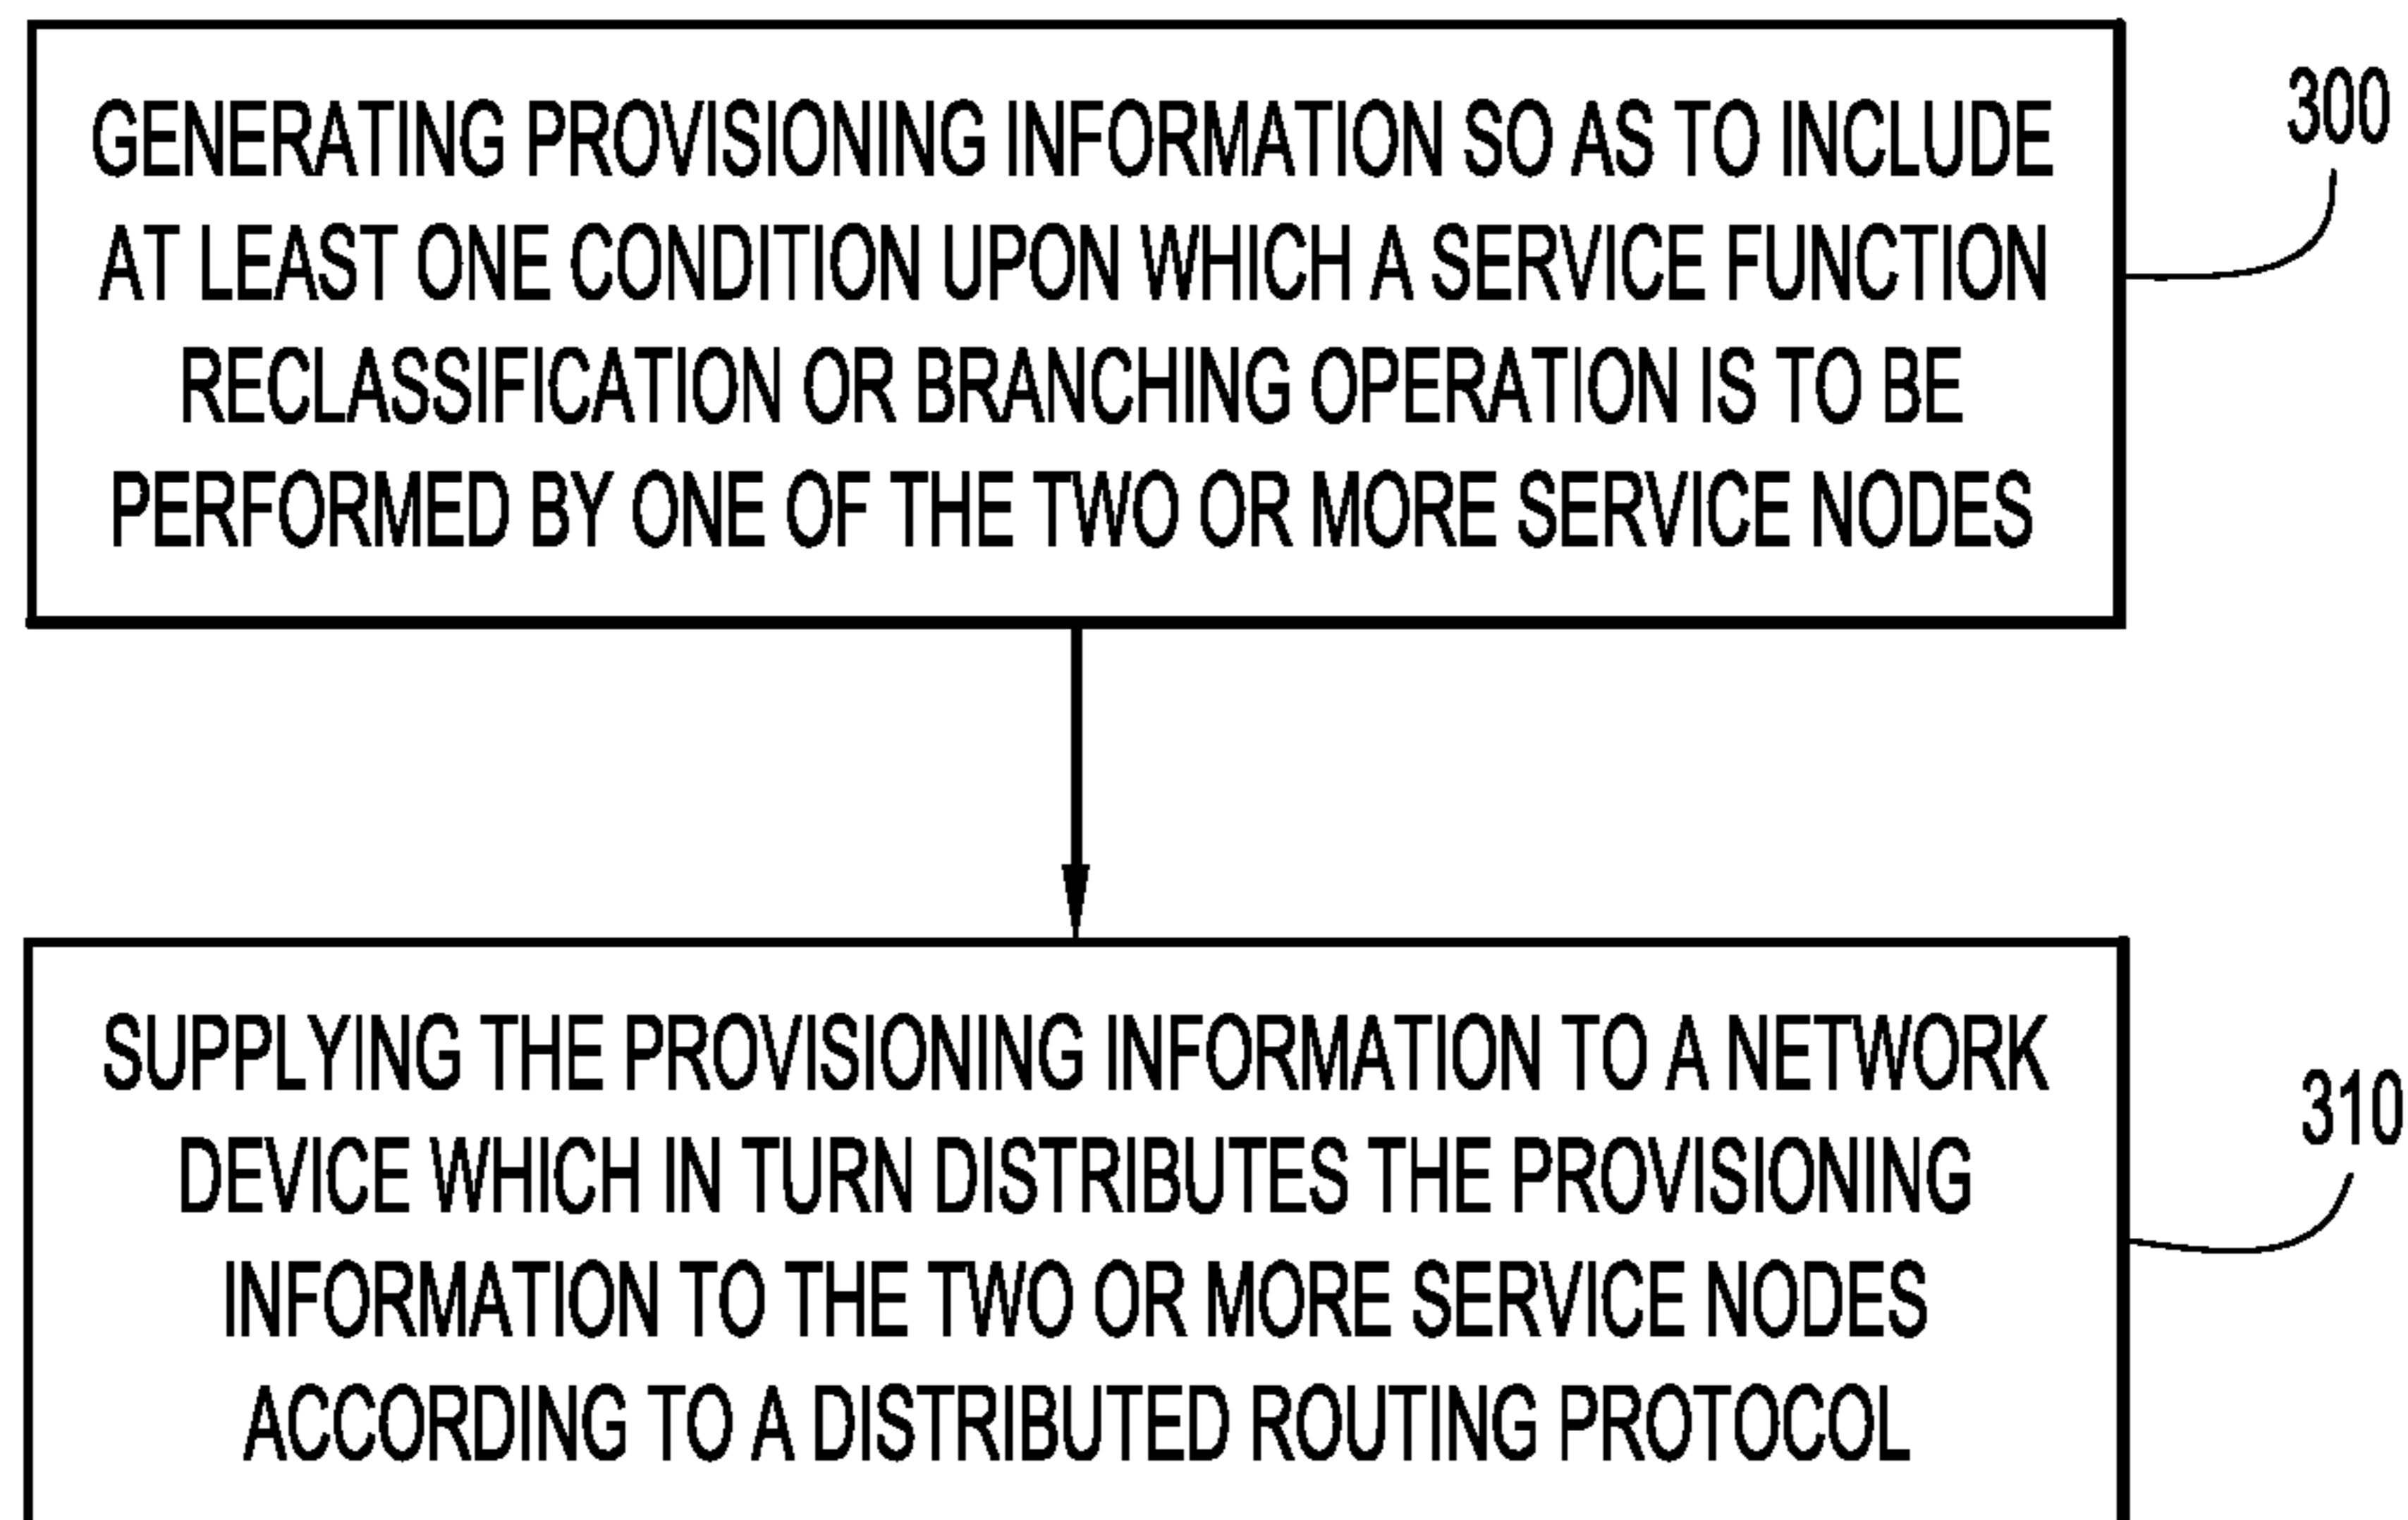 GENERATING PROVISIONING INFORMATION SO AS TO INCLUDE
AT LEAST ONE CONDITION UPON WHICH A SERVICE FUNCTION
RECLASSIFICATION OR BRANCHING OPERATION IS TO BE
PERFORMED BY ONE OF THE TWO OR MORE SERVICE NODES
300
SUPPLYING THE PROVISIONING INFORMATION TO A NETWORK
DEVICE WHICH IN TURN DISTRIBUTES THE PROVISIONING
INFORMATION TO THE TWO OR MORE SERVICE NODES
ACCORDING TO A DISTRIBUTED ROUTING PROTOCOL
310